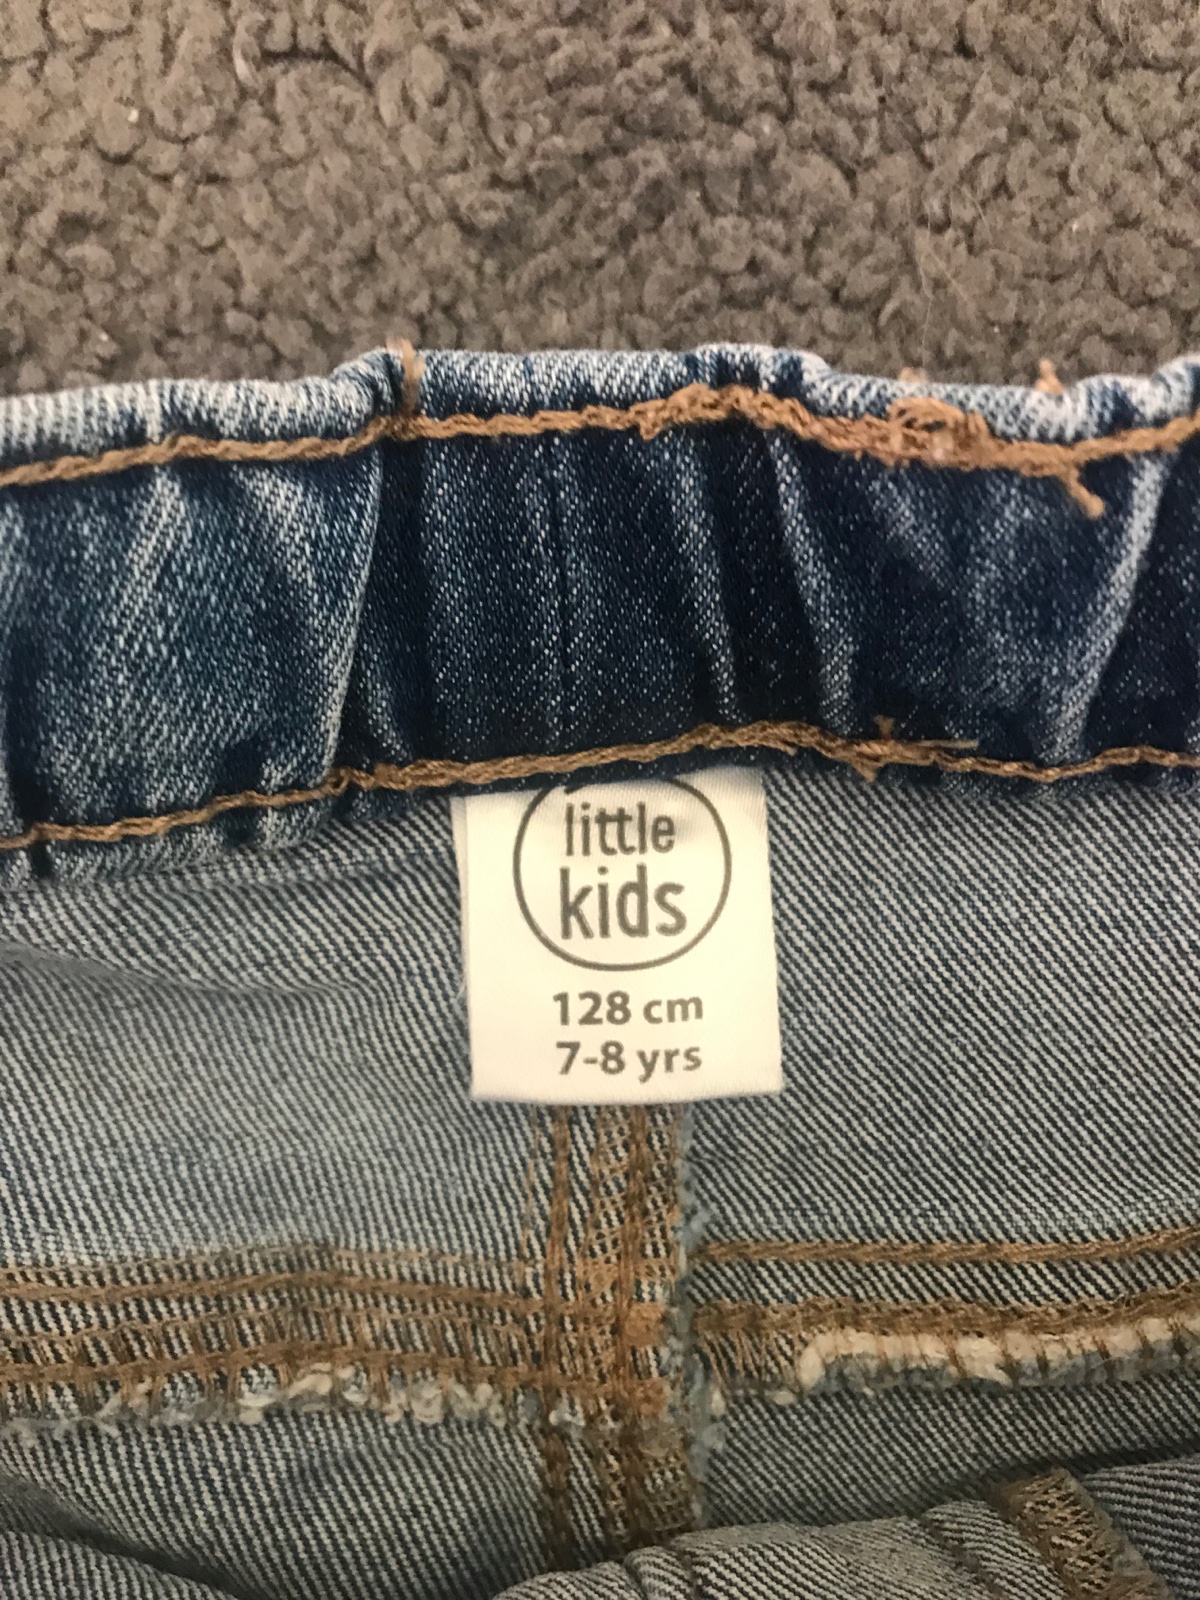 little
kids
128 cm
7-8 yrs